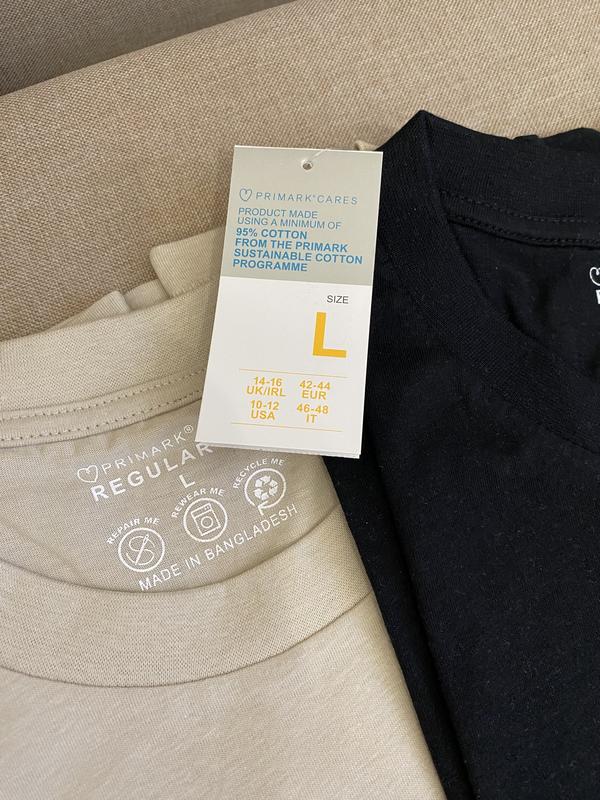 PRIMARK®CARES
PRODUCT MADE
USING A MINIMUM OF
95% COTTON
FROM THE PRIMARK
SUSTAINABLE COTTON
PROGRAMME
SIZE
L
14-16 42-44
UK/IRL EUR
10-12 46-48
USA IT
PRIMARK®
REGULAR
L
REPAIR ME REWEAR ME RECYCLE ME
MADE IN BANGLADESH